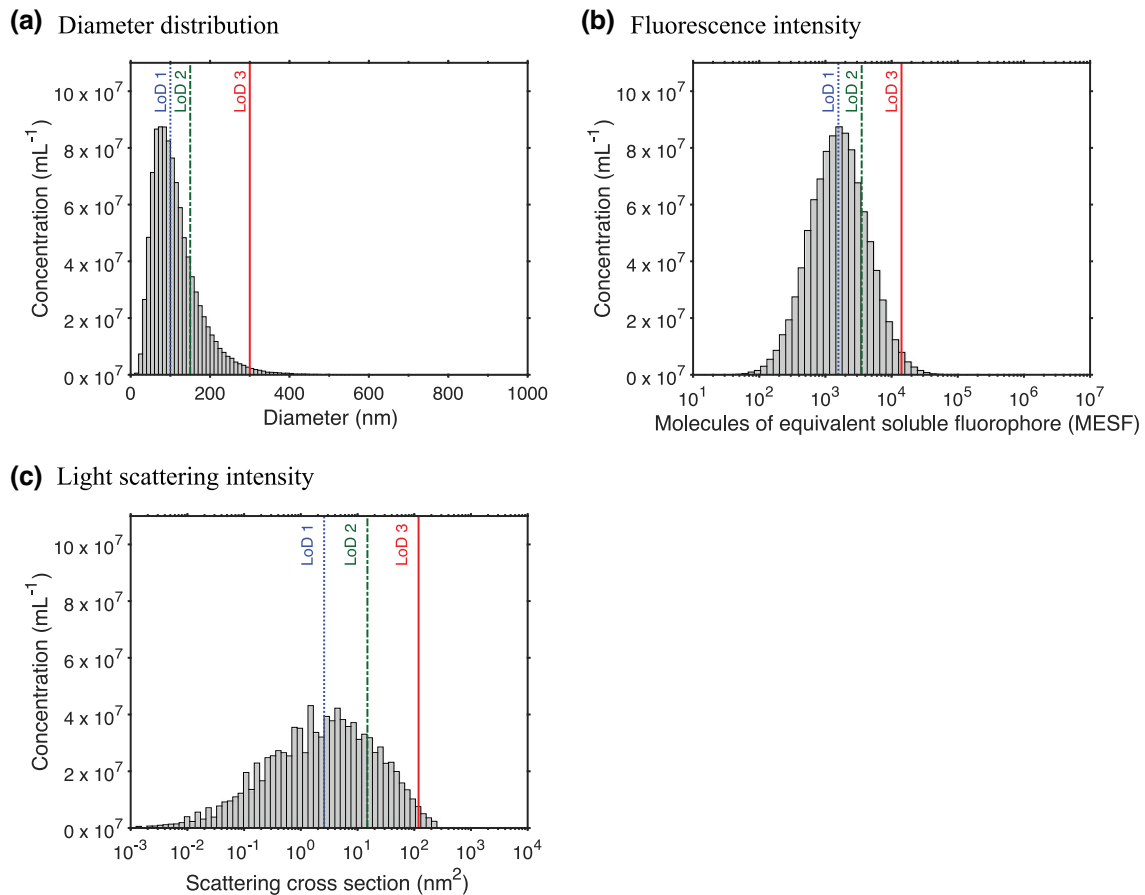 (a) Diameter distribution
LoD 1
LoD 2
LoD 3
10 x 10^7
8 x 10^7
6 x 10^7
4 x 10^7
2 x 10^7
0 x 10^7
Concentration (mL^-1)
0 200 400 600 800 1000
Diameter (nm)
(b) Fluorescence intensity
LoD 1
LoD 2
LoD 3
10 x 10^7
8 x 10^7
6 x 10^7
4 x 10^7
2 x 10^7
0 x 10^7
Concentration (mL^-1)
10^1 10^2 10^3 10^4 10^5 10^6 10^7
Molecules of equivalent soluble fluorophore (MESF)
(c) Light scattering intensity
LoD 1
LoD 2
LoD 3
10 x 10^7
8 x 10^7
6 x 10^7
4 x 10^7
2 x 10^7
0 x 10^7
Concentration (mL^-1)
10^-3 10^-2 10^-1 10^0 10^1 10^2 10^3 10^4
Scattering cross section (nm^2)